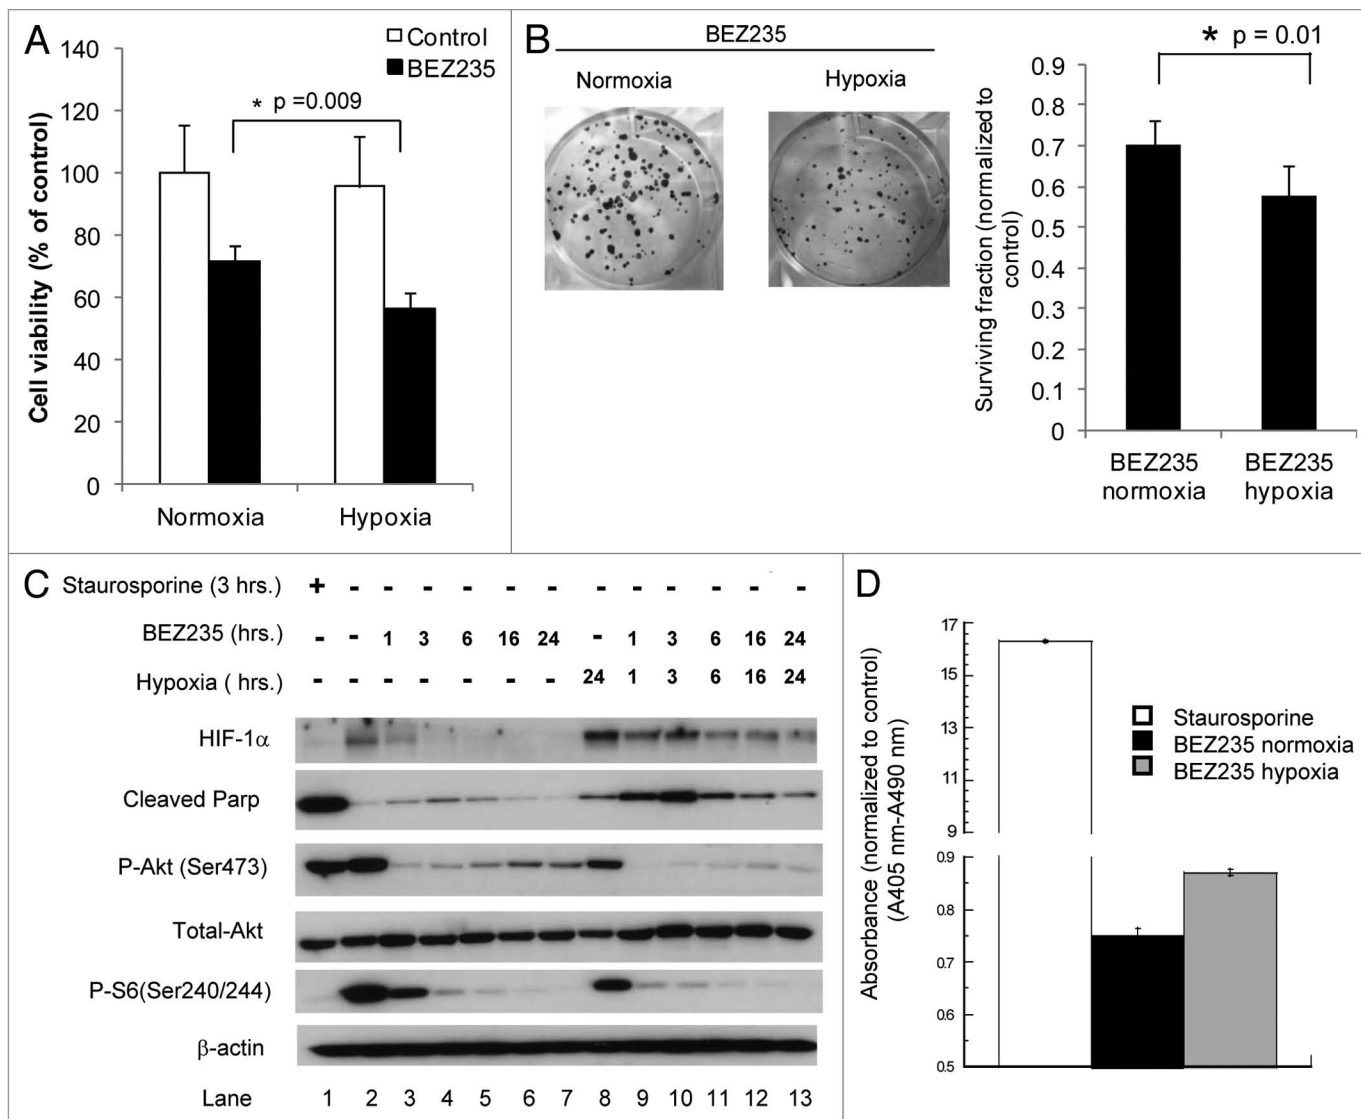 A
140
120
100
80
60
40
20
0
Cell viability (% of control)
Control
BEZ235
* p =0.009
Normoxia
Hypoxia
B
BEZ235
Normoxia
Hypoxia
* p = 0.01
0.9
0.8
0.7
0.6
0.5
0.4
0.3
0.2
0.1
0
Surviving fraction (normalized to
control)
BEZ235
normoxia
BEZ235
hypoxia
C
Staurosporine (3 hrs.) + - - - - - - - - - - - -
BEZ235 (hrs.) - - 1 3 6 16 24 - 1 3 6 16 24
Hypoxia ( hrs.) - - - - - - - 24 1 3 6 16 24
HIF-1α
Cleaved Parp
P-Akt (Ser473)
Total-Akt
P-S6(Ser240/244)
β-actin
Lane 1 2 3 4 5 6 7 8 9 10 11 12 13
D
17
15
13
11
9
0.9
0.8
0.7
0.6
0.5
Absorbance (normalized to control)
(A405 nm-A490 nm)
Staurosporine
BEZ235 normoxia
BEZ235 hypoxia